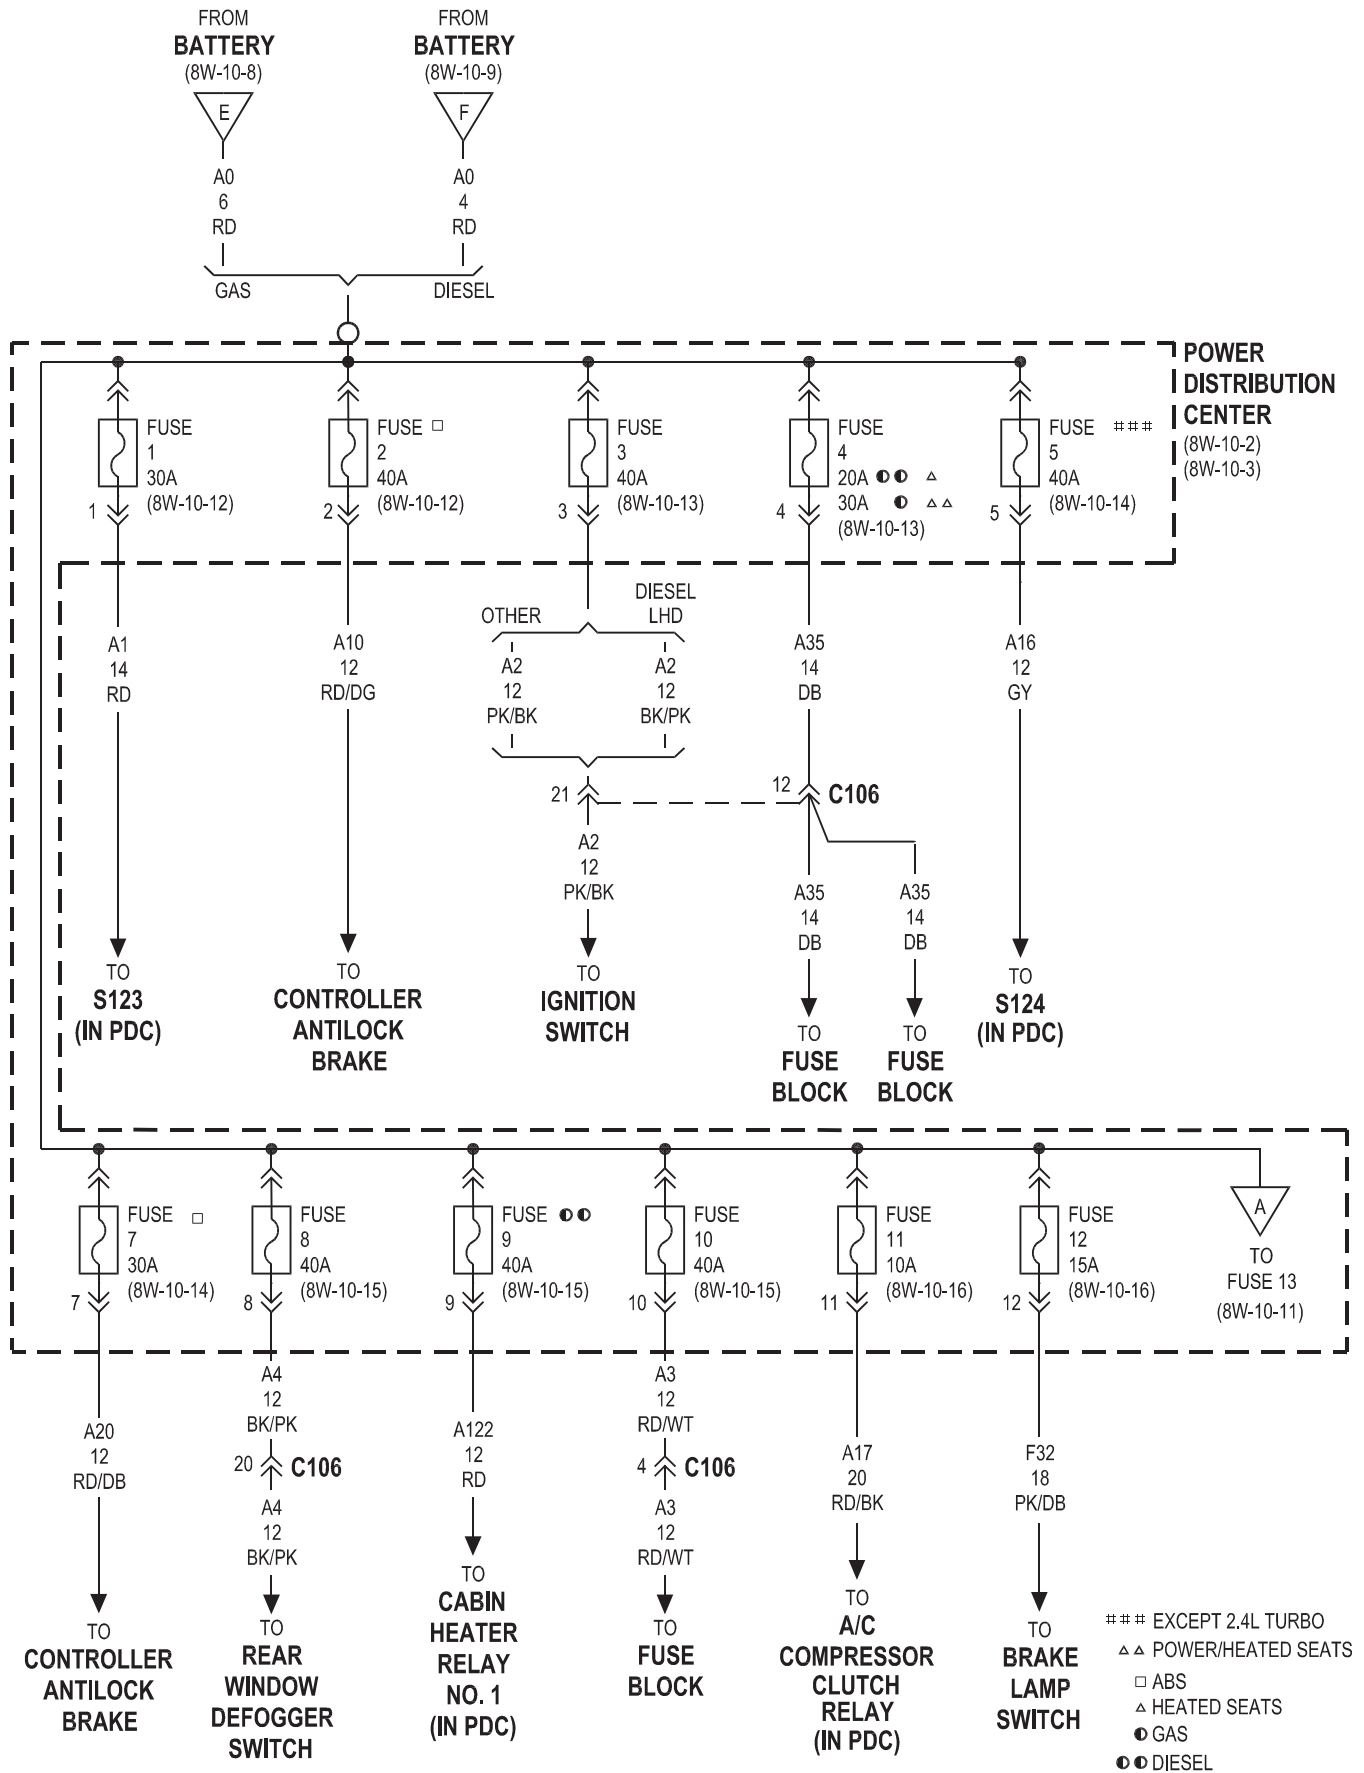 FROM
BATTERY
(8W-10-8)
E
A0
6
RD
GAS
FROM
BATTERY
(8W-10-9)
F
A0
4
RD
DIESEL
POWER
DISTRIBUTION
CENTER
(8W-10-2)
(8W-10-3)
FUSE
1
30A
(8W-10-12)
1
FUSE □
2
40A
(8W-10-12)
2
FUSE
3
40A
(8W-10-13)
3
FUSE
4
20A ◐◐ △
30A ◐ △△
(8W-10-13)
4
FUSE ###
5
40A
(8W-10-14)
5
A1
14
RD
TO
S123
(IN PDC)
A10
12
RD/DG
TO
CONTROLLER
ANTILOCK
BRAKE
OTHER
A2
12
PK/BK
DIESEL
LHD
A2
12
BK/PK
21
A2
12
PK/BK
TO
IGNITION
SWITCH
A35
14
DB
12
C106
A35
14
DB
TO
FUSE
BLOCK
A35
14
DB
TO
FUSE
BLOCK
A16
12
GY
TO
S124
(IN PDC)
FUSE □
7
30A
(8W-10-14)
7
FUSE
8
40A
(8W-10-15)
8
FUSE ◐◐
9
40A
(8W-10-15)
9
FUSE
10
40A
(8W-10-15)
10
FUSE
11
10A
(8W-10-16)
11
FUSE
12
15A
(8W-10-16)
12
A
TO
FUSE 13
(8W-10-11)
A20
12
RD/DB
TO
CONTROLLER
ANTILOCK
BRAKE
A4
12
BK/PK
20
C106
A4
12
BK/PK
TO
REAR
WINDOW
DEFOGGER
SWITCH
A122
12
RD
TO
CABIN
HEATER
RELAY
NO. 1
(IN PDC)
A3
12
RD/WT
4
C106
A3
12
RD/WT
TO
FUSE
BLOCK
A17
20
RD/BK
TO
A/C
COMPRESSOR
CLUTCH
RELAY
(IN PDC)
F32
18
PK/DB
TO
BRAKE
LAMP
SWITCH
### EXCEPT 2.4L TURBO
△△ POWER/HEATED SEATS
□ ABS
△ HEATED SEATS
◐ GAS
◐◐ DIESEL